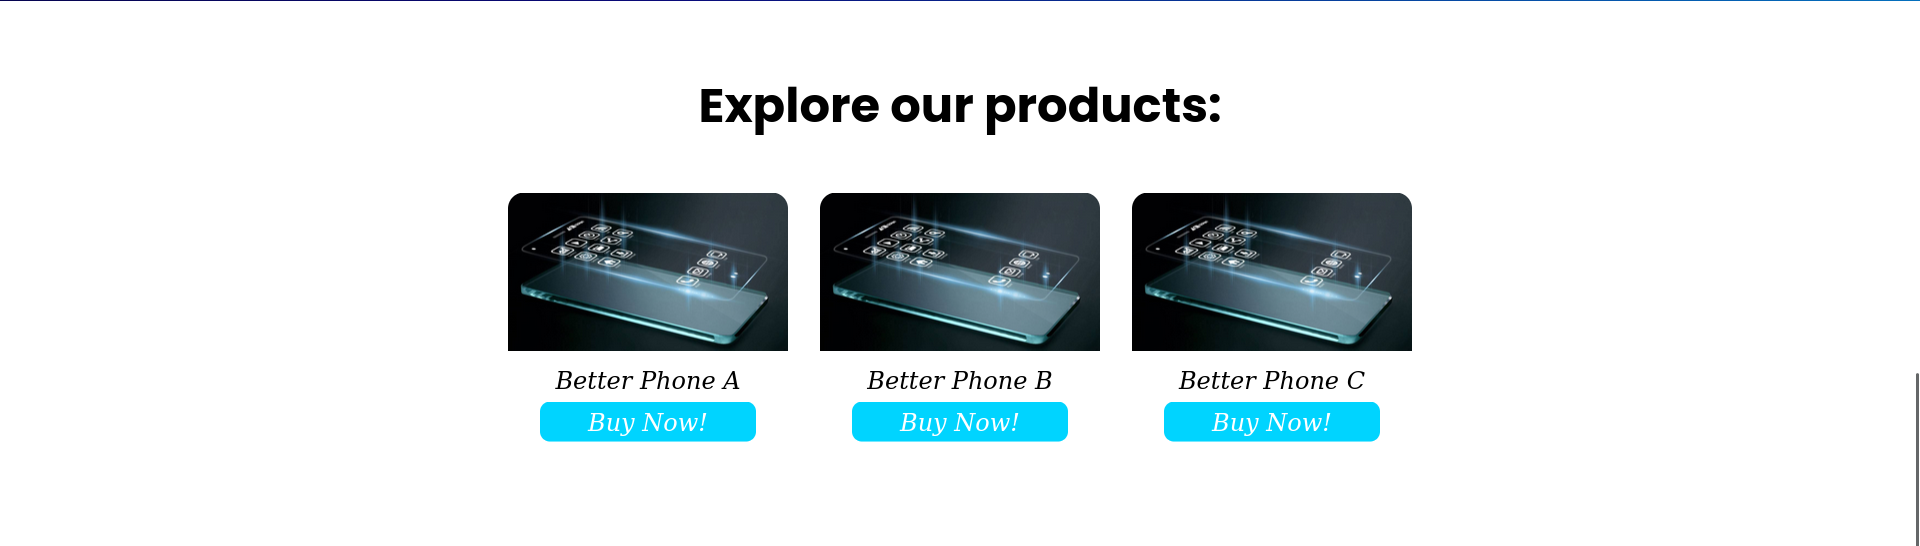 Explore our products:
Better Phone A
Better Phone B
Better Phone C
Buy Now!
Buy Now!
Buy Now!